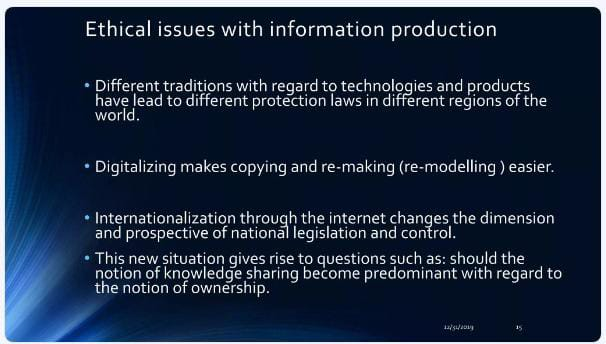 Ethical issues with information production
• Different traditions with regard to technologies and products
have lead to different protection laws in different regions of the
world.
• Digitalizing makes copying and re-making (re-modelling ) easier.
• Internationalization through the internet changes the dimension
and prospective of national legislation and control.
• This new situation gives rise to questions such as: should the
notion of knowledge sharing become predominant with regard to
the notion of ownership.
12/31/2019 15